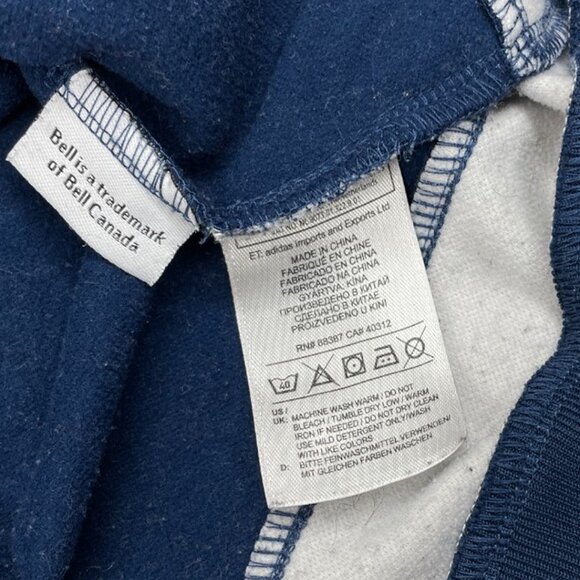 Bell is a trademark
of Bell Canada
ET: adidas Imports and Exports Ltd
MADE IN CHINA
FABRIQUÉ EN CHINE
FABRICADO EN CHINA
FABRICADO EN CHINA
GYÁRTVA: KÍNA
ПРОИЗВЕДЕНО В КИТАЙ
СДЕЛАНО В КИТАЕ
PROIZVEDENO U KINI
RN# 88387 CA# 40312
40
US /
UK: MACHINE WASH WARM / DO NOT
BLEACH / TUMBLE DRY LOW / WARM
IRON IF NEEDED / DO NOT DRY CLEAN
USE MILD DETERGENT ONLY/WASH
WITH LIKE COLORS
D: BITTE FEINWASCHMITTEL VERWENDEN/
MIT GLEICHEN FARBEN WASCHEN